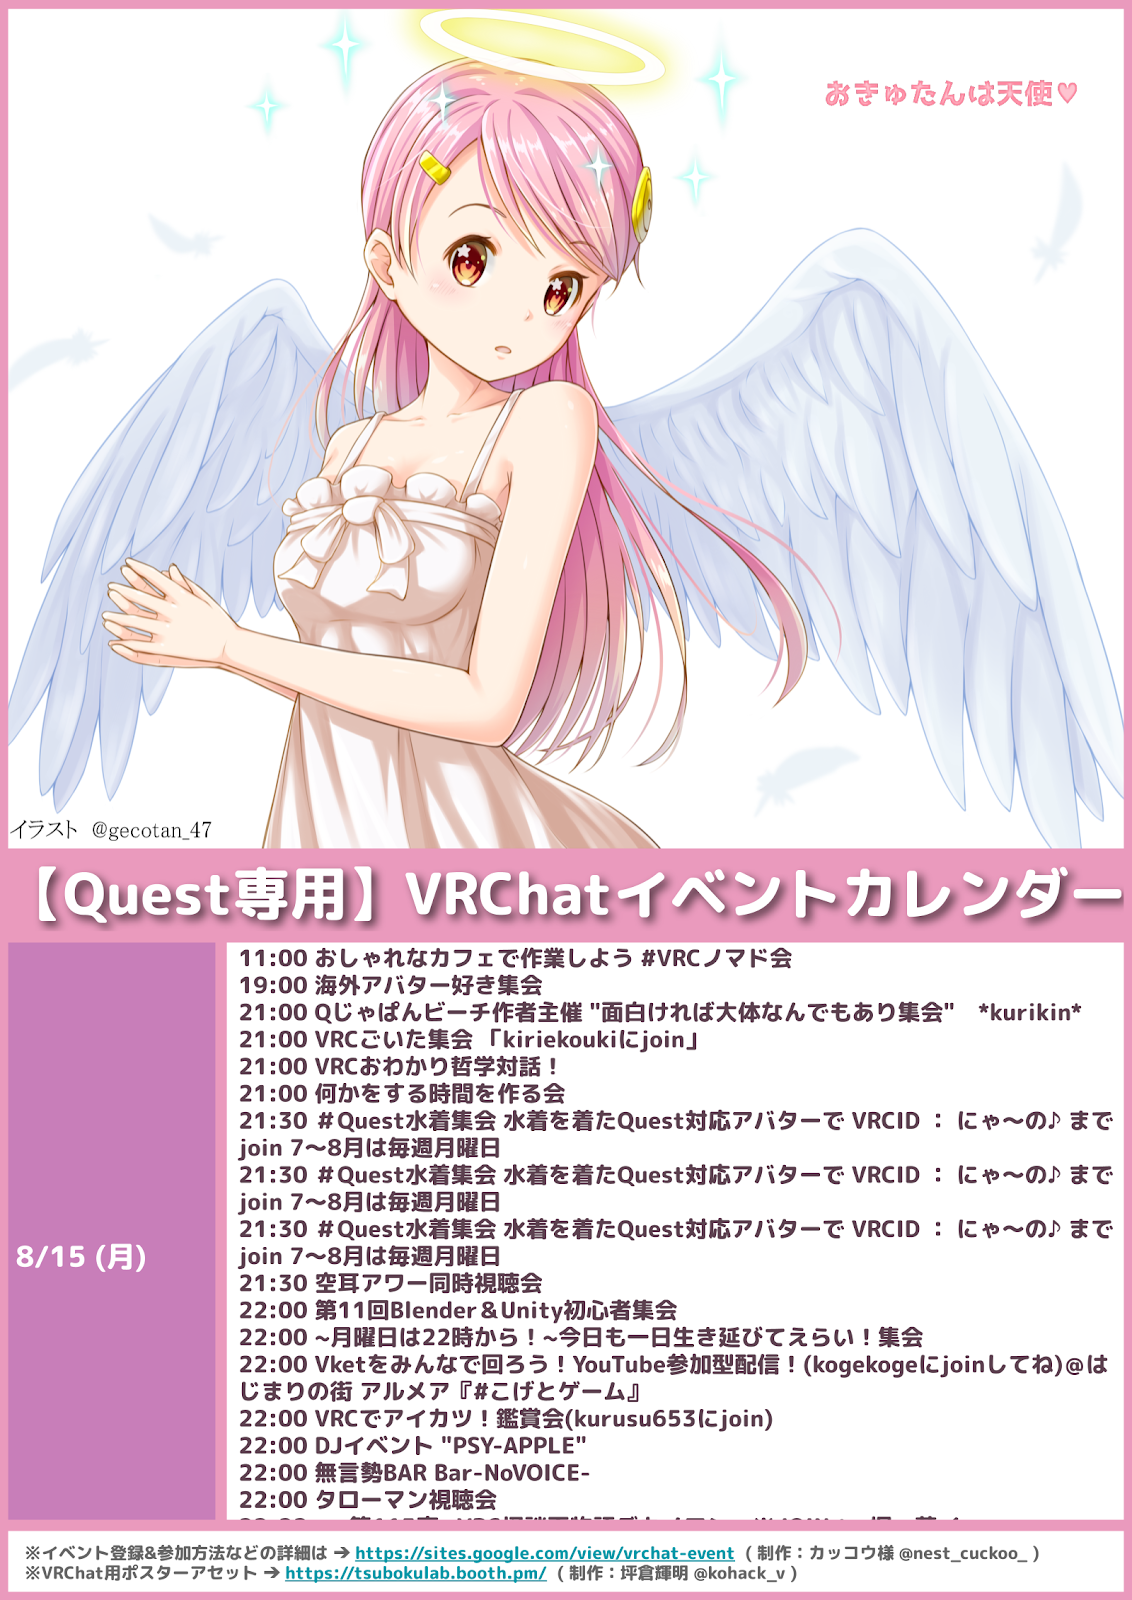 おきゅたんは天使♥
イラスト @gecotan_47
【Quest専用】VRChatイベントカレンダー
8/15 (月)
11:00 おしゃれなカフェで作業しよう #VRCノマド会
19:00 海外アバター好き集会
21:00 Qじゃぱんビーチ作者主催 "面白ければ大体なんでもあり集会"　*kurikin*
21:00 VRCごいた集会 「kiriekoukiにjoin」
21:00 VRCおわかり哲学対話！
21:00 何かをする時間を作る会
21:30 ＃Quest水着集会 水着を着たQuest対応アバターで VRCID ： にゃ〜の♪ まで
join 7〜8月は毎週月曜日
21:30 ＃Quest水着集会 水着を着たQuest対応アバターで VRCID ： にゃ〜の♪ まで
join 7〜8月は毎週月曜日
21:30 ＃Quest水着集会 水着を着たQuest対応アバターで VRCID ： にゃ〜の♪ まで
join 7〜8月は毎週月曜日
21:30 空耳アワー同時視聴会
22:00 第11回Blender＆Unity初心者集会
22:00 ~月曜日は22時から！~今日も一日生き延びてえらい！集会
22:00 Vketをみんなで回ろう！YouTube参加型配信！(kogekogeにjoinしてね)@は
じまりの街 アルメア『#こげとゲーム』
22:00 VRCでアイカツ！鑑賞会(kurusu653にjoin)
22:00 DJイベント "PSY-APPLE"
22:00 無言勢BAR Bar-NoVOICE-
22:00 タローマン視聴会
※イベント登録&参加方法などの詳細は → https://sites.google.com/view/vrchat-event ( 制作：カッコウ様 @nest_cuckoo_ )
※VRChat用ポスターアセット → https://tsubokulab.booth.pm/ ( 制作：坪倉輝明 @kohack_v )